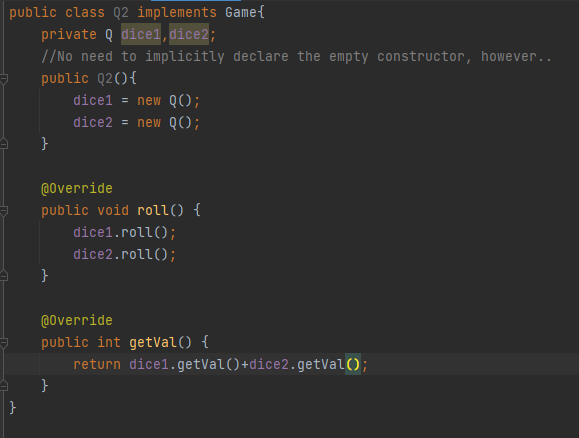 public class Q2 implements Game{
    private Q dice1,dice2;
    //No need to implicitly declare the empty constructor, however..
    public Q2(){
        dice1 = new Q();
        dice2 = new Q();
    }

    @Override
    public void roll() {
        dice1.roll();
        dice2.roll();
    }

    @Override
    public int getVal() {
        return dice1.getVal()+dice2.getVal();
    }
}